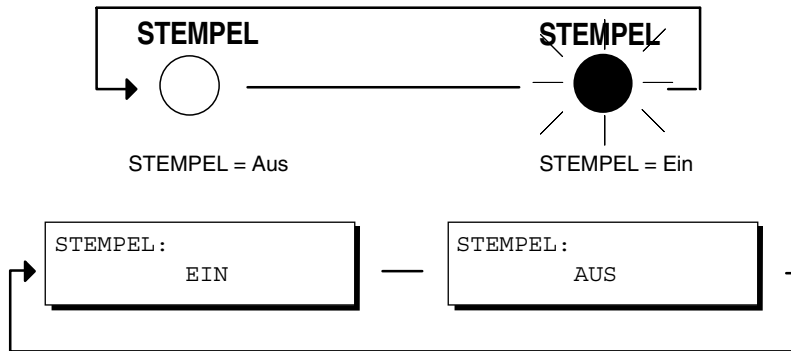 STEMPEL STEMPEL
STEMPEL = Aus STEMPEL = Ein
STEMPEL: STEMPEL:
EIN AUS